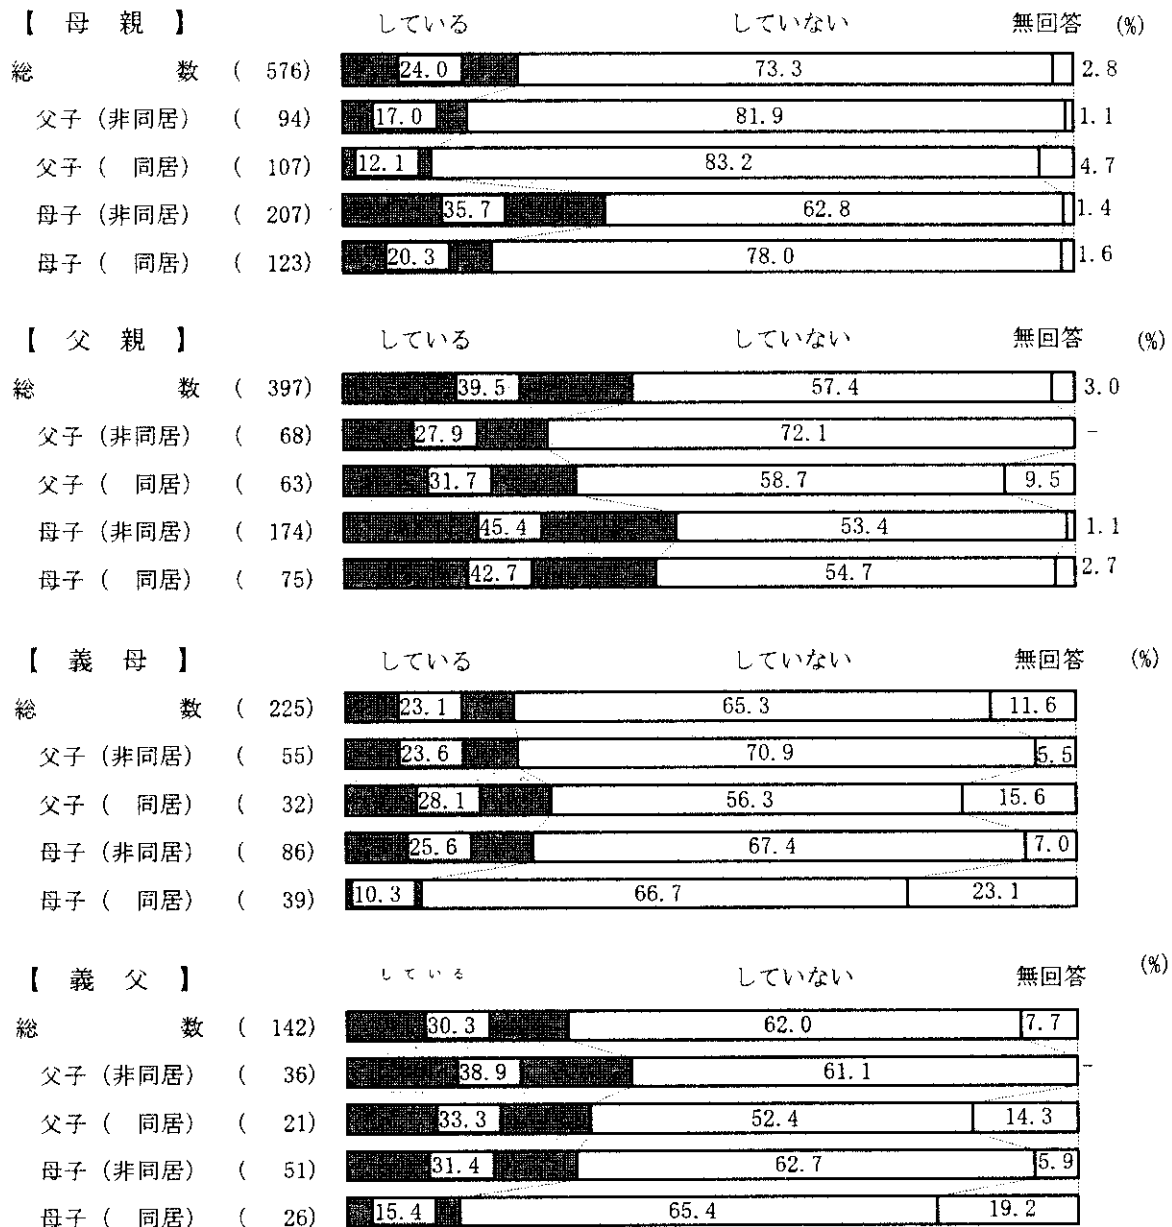 【 母 親 】 している していない 無回答 (%)
総 数 ( 576) 24.0 73.3 2.8
父子 (非同居) ( 94) 17.0 81.9 1.1
父子 ( 同居) ( 107) 12.1 83.2 4.7
母子 (非同居) ( 207) 35.7 62.8 1.4
母子 ( 同居) ( 123) 20.3 78.0 1.6
【 父 親 】 している していない 無回答 (%)
総 数 ( 397) 39.5 57.4 3.0
父子 (非同居) ( 68) 27.9 72.1 -
父子 ( 同居) ( 63) 31.7 58.7 9.5
母子 (非同居) ( 174) 45.4 53.4 1.1
母子 ( 同居) ( 75) 42.7 54.7 2.7
【 義 母 】 している していない 無回答 (%)
総 数 ( 225) 23.1 65.3 11.6
父子 (非同居) ( 55) 23.6 70.9 5.5
父子 ( 同居) ( 32) 28.1 56.3 15.6
母子 (非同居) ( 86) 25.6 67.4 7.0
母子 ( 同居) ( 39) 10.3 66.7 23.1
【 義 父 】 している していない 無回答 (%)
総 数 ( 142) 30.3 62.0 7.7
父子 (非同居) ( 36) 38.9 61.1 -
父子 ( 同居) ( 21) 33.3 52.4 14.3
母子 (非同居) ( 51) 31.4 62.7 5.9
母子 ( 同居) ( 26) 15.4 65.4 19.2